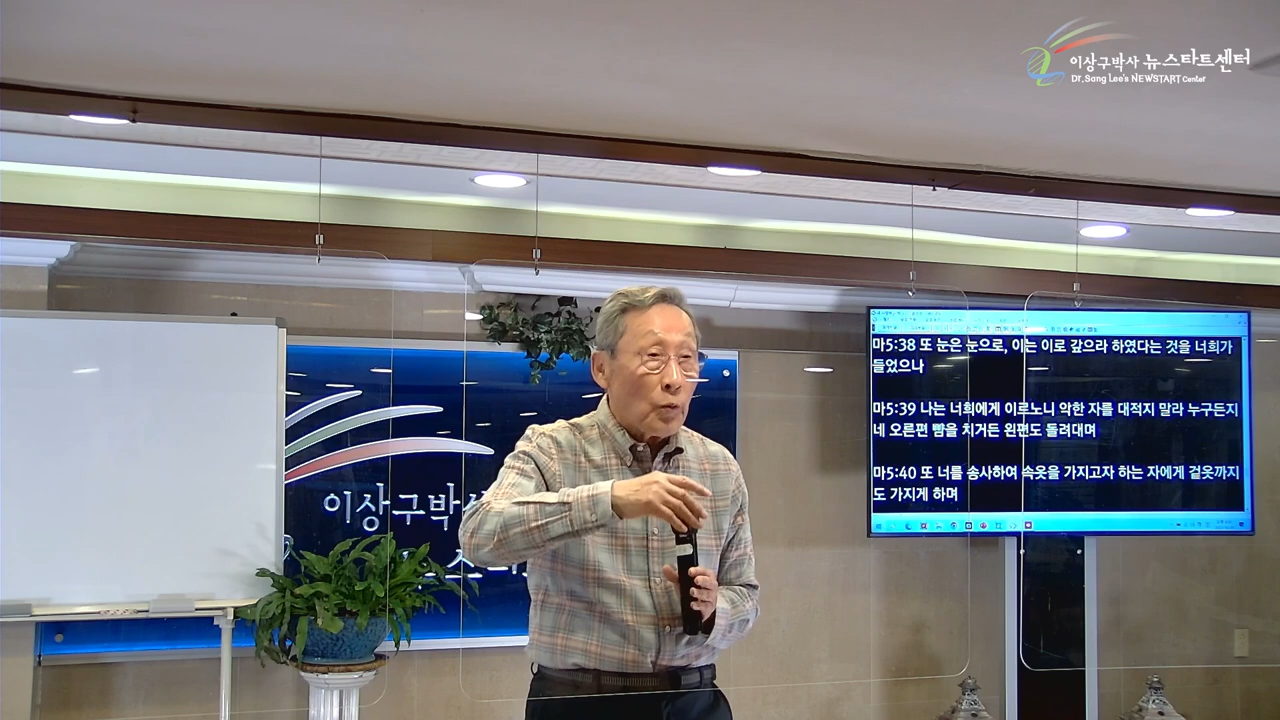 이상구박사 뉴스타트센터
Dr. Sang Lee's NEWSTART Center
마5:38 또 눈은 눈으로, 이는 이로 갚으라 하였다는 것을 너희가
들었으나
마5:39 나는 너희에게 이르노니 악한 자를 대적지 말라 누구든지
네 오른편 뺨을 치거든 왼편도 돌려대며
마5:40 또 너를 송사하여 속옷을 가지고자 하는 자에게 겉옷까지
도 가지게 하며
이상구박사